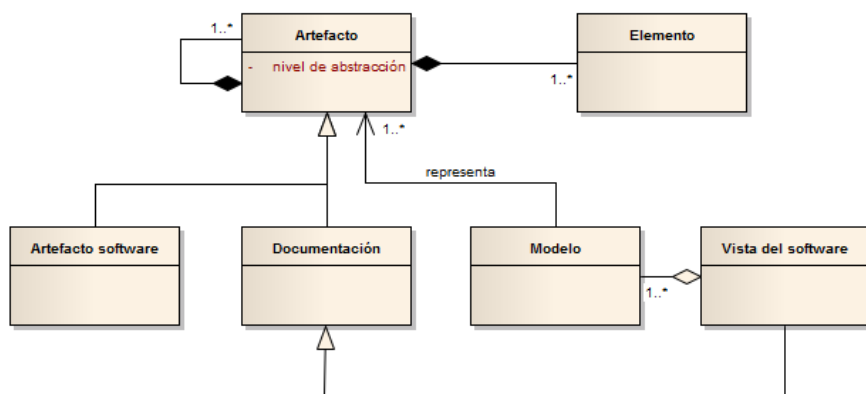 1..*
Artefacto
- nivel de abstracción
Elemento
1..*
1..*
representa
Artefacto software
Documentación
Modelo
Vista del software
1..*